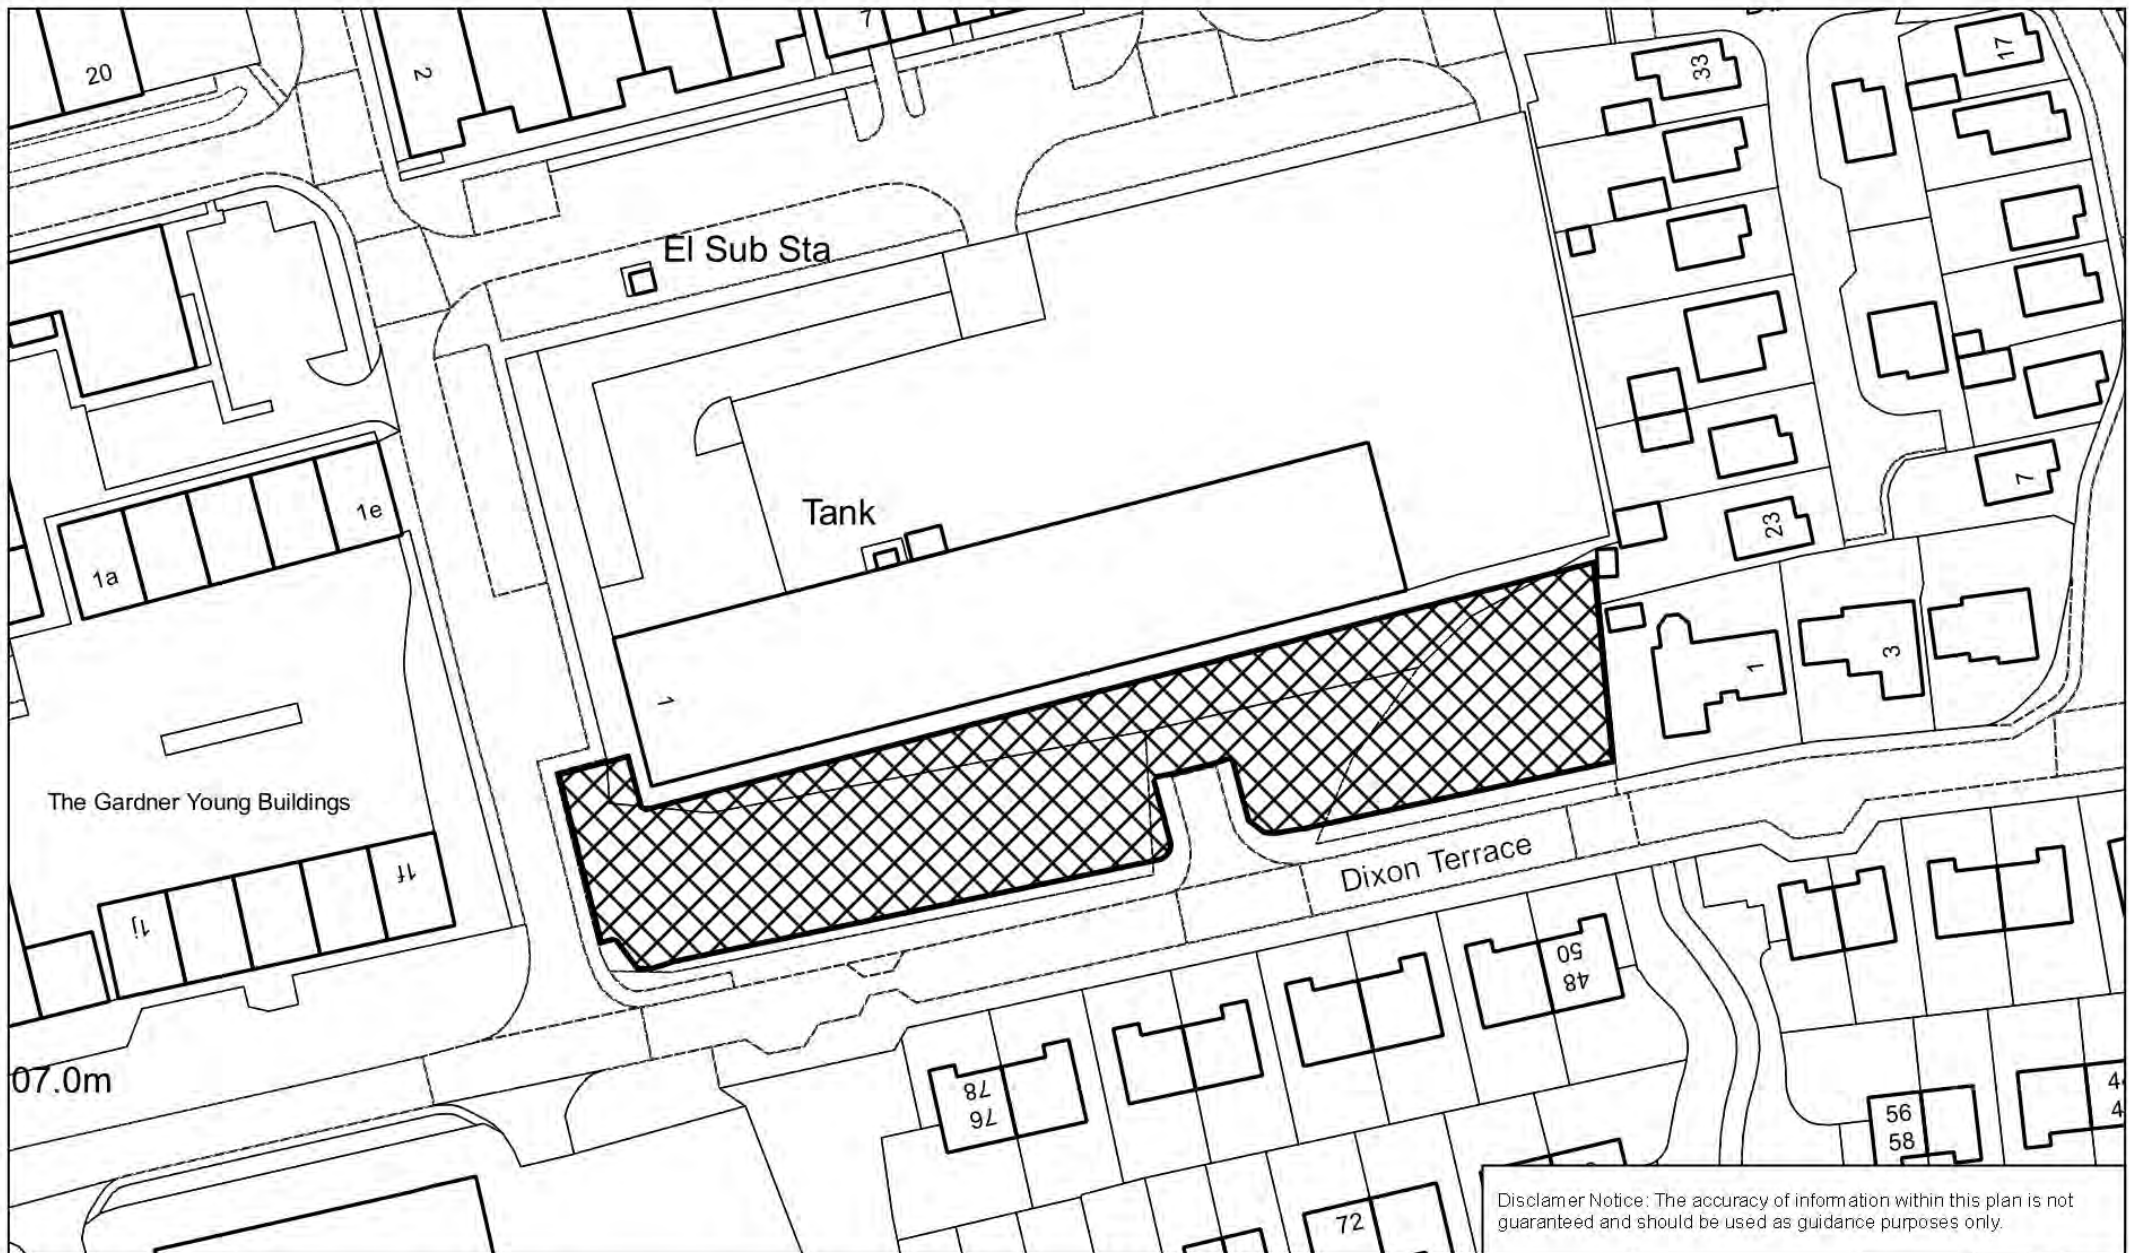 20
2
7
33
17
El Sub Sta
1e
Tank
1a
7
23
1
1
3
The Gardner Young Buildings
1f
1j
Dixon Terrace
50
48
07.0m
78
76
56
58
72
Disclamer Notice: The accuracy of information within this plan is not
guaranteed and should be used as guidance purposes only.